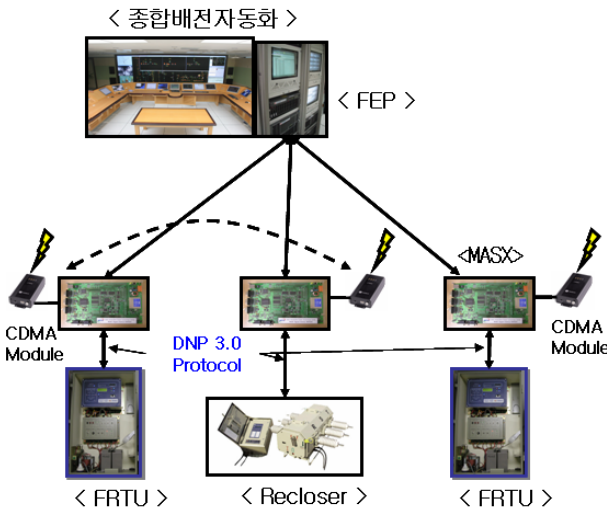 < 종합배전자동화 >
< FEP >
<MASX>
CDMA
Module
DNP 3.0
Protocol
CDMA
Module
< FRTU >
< Recloser >
< FRTU >